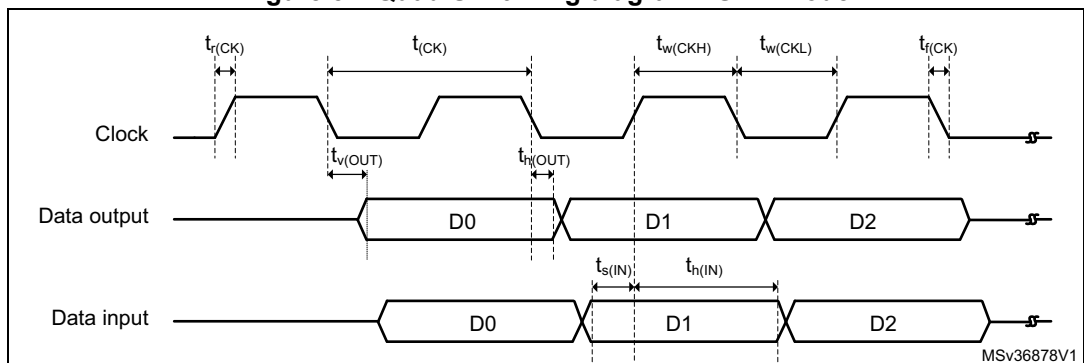 tr(CK) t(CK) tw(CKH) tw(CKL) tf(CK)
Clock
tv(OUT) th(OUT)
Data output D0 D1 D2
ts(IN) th(IN)
Data input D0 D1 D2
MSv36878V1